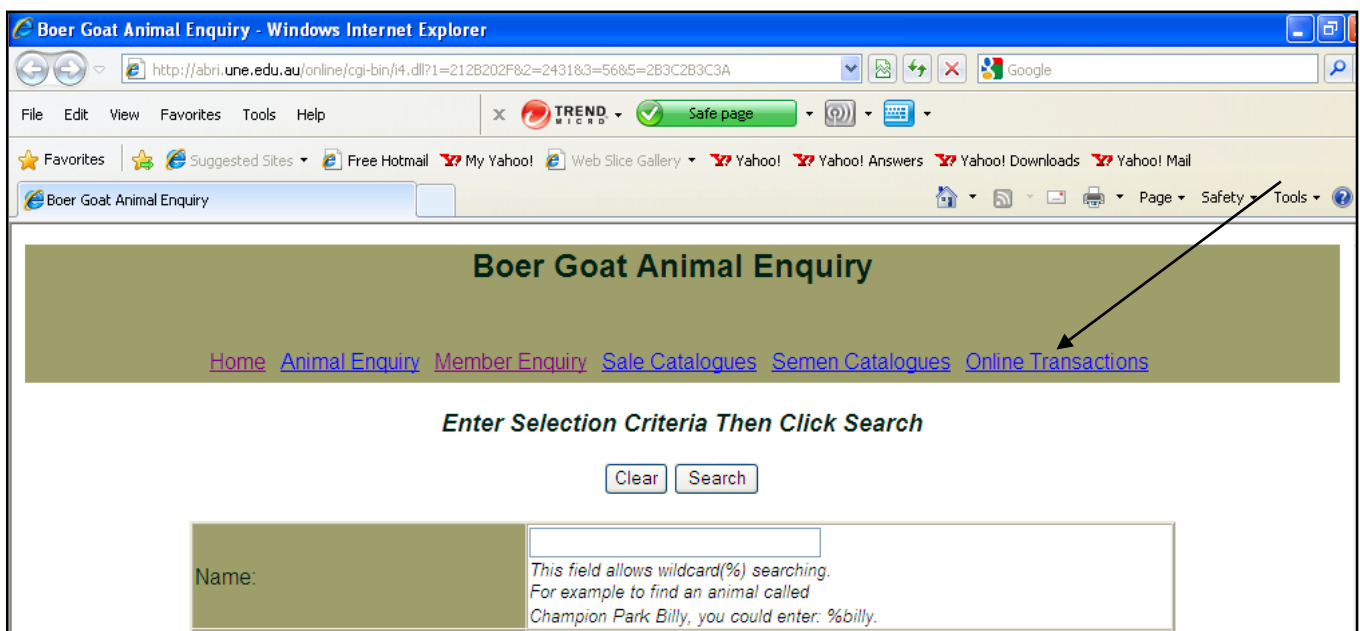 Boer Goat Animal Enquiry - Windows Internet Explorer
http://abri.une.edu.au/online/cgi-bin/i4.dll?1=212B202F&2=2431&3=56&5=2B3C2B3C3A Google
File Edit View Favorites Tools Help x TREND MICRO Safe page
Favorites Suggested Sites Free Hotmail My Yahoo! Web Slice Gallery Yahoo! Yahoo! Answers Yahoo! Downloads Yahoo! Mail
Boer Goat Animal Enquiry Page Safety Tools
Boer Goat Animal Enquiry
Home Animal Enquiry Member Enquiry Sale Catalogues Semen Catalogues Online Transactions
Enter Selection Criteria Then Click Search
Clear Search
Name:
This field allows wildcard(%) searching.
For example to find an animal called
Champion Park Billy, you could enter: %billy.